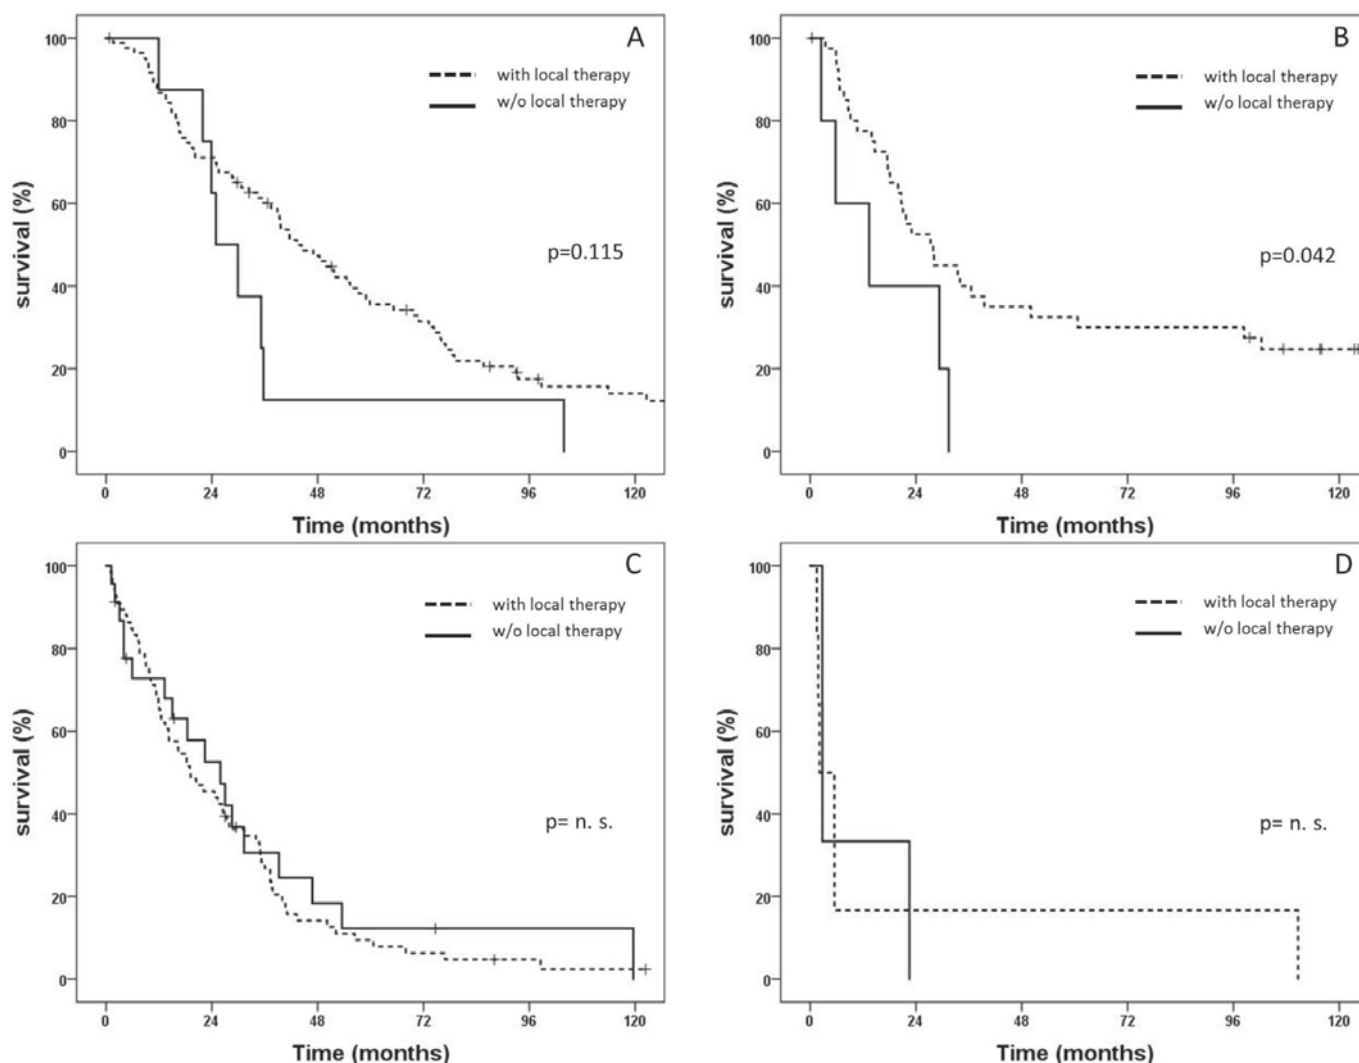 A
with local therapy
w/o local therapy
p=0.115
survival (%)
100
80
60
40
20
0
0 24 48 72 96 120
Time (months)
B
with local therapy
w/o local therapy
p=0.042
survival (%)
100
80
60
40
20
0
0 24 48 72 96 120
Time (months)
C
with local therapy
w/o local therapy
p= n. s.
survival (%)
100
80
60
40
20
0
0 24 48 72 96 120
Time (months)
D
with local therapy
w/o local therapy
p= n. s.
survival (%)
100
80
60
40
20
0
0 24 48 72 96 120
Time (months)